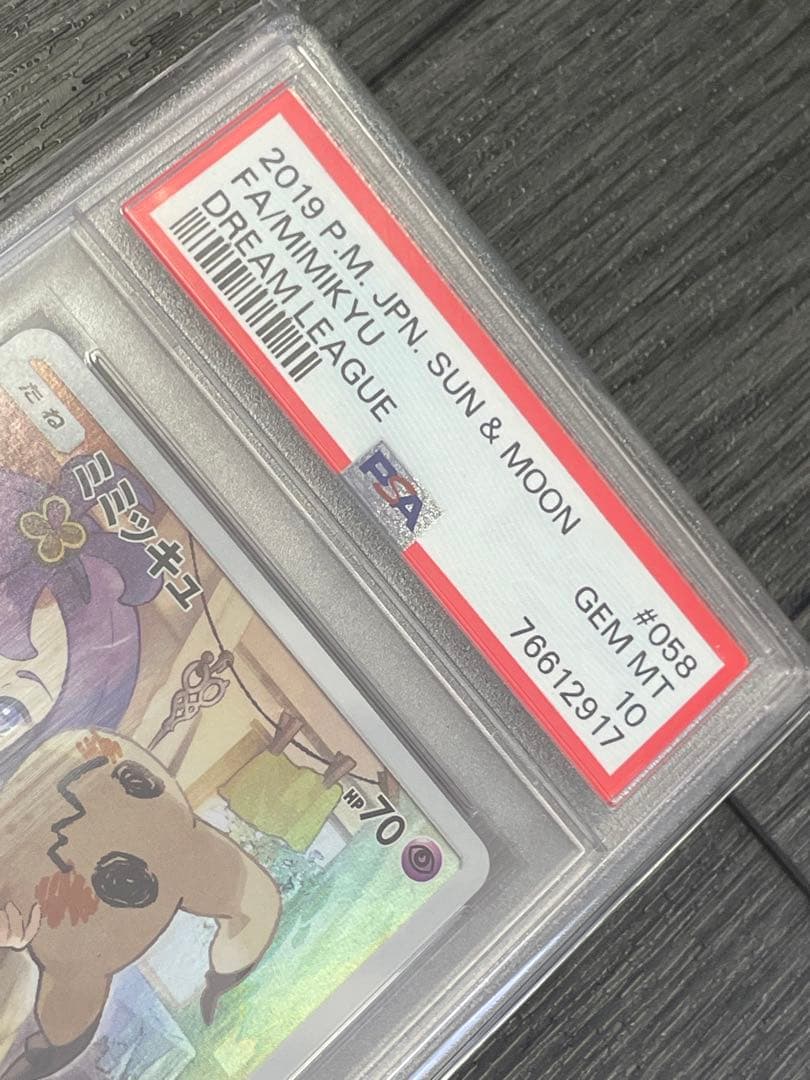 2019 P.M. JPN. SUN & MOON #058
FA/MIMIKYU GEM MT
DREAM LEAGUE 10
76612917
PSA
たね
ミミッキュ
HP 70